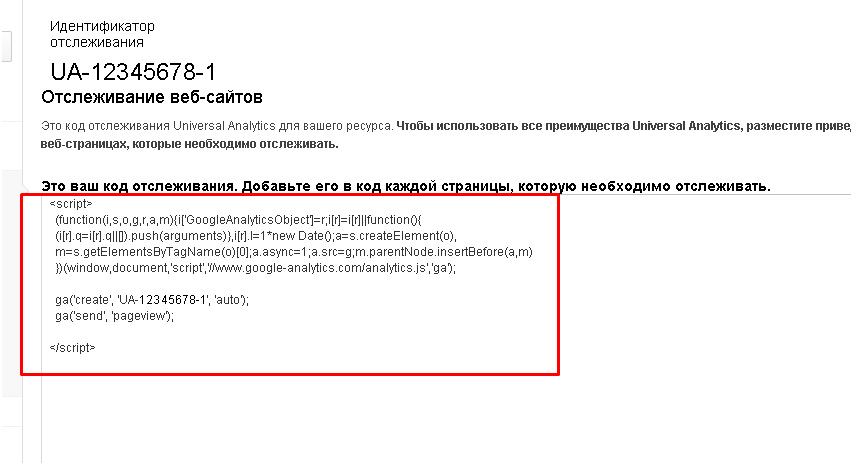 Идентификатор
отслеживания
UA-12345678-1
Отслеживание веб-сайтов
Это код отслеживания Universal Analytics для вашего ресурса. Чтобы использовать все преимущества Universal Analytics, разместите приве
веб-страницах, которые необходимо отслеживать.
Это ваш код отслеживания. Добавьте его в код каждой страницы, которую необходимо отслеживать.
<script>
(function(i,s,o,g,r,a,m){i['GoogleAnalyticsObject']=r;i[r]=i[r]||function(){
(i[r].q=i[r].q||[]).push(arguments)},i[r].l=1*new Date();a=s.createElement(o),
m=s.getElementsByTagName(o)[0];a.async=1;a.src=g;m.parentNode.insertBefore(a,m)
})(window,document,'script','//www.google-analytics.com/analytics.js','ga');
ga('create', 'UA-12345678-1', 'auto');
ga('send', 'pageview');
</script>